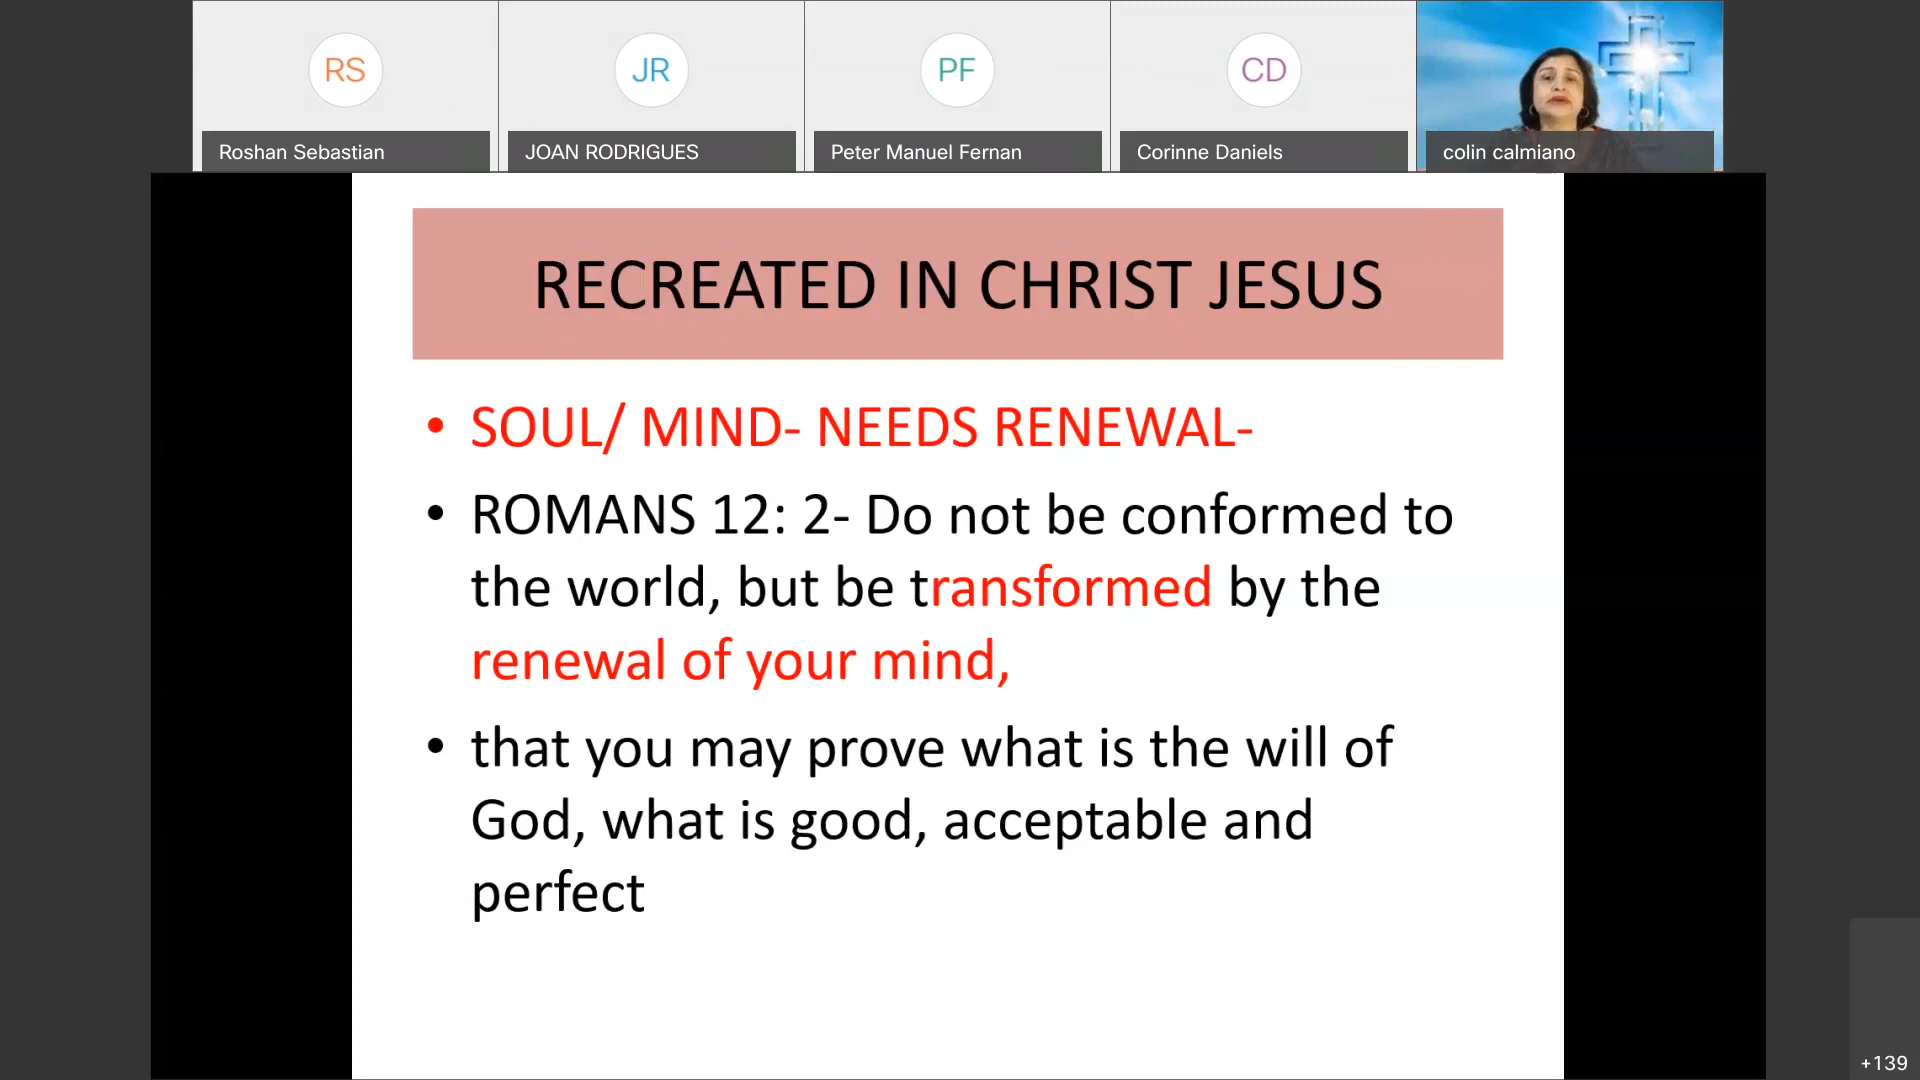 RS
JR
PF
CD
Roshan Sebastian
JOAN RODRIGUES
Peter Manuel Fernan
Corinne Daniels
colin calmiano
RECREATED IN CHRIST JESUS
• SOUL/ MIND- NEEDS RENEWAL-
• ROMANS 12: 2- Do not be conformed to
the world, but be transformed by the
renewal of your mind,
• that you may prove what is the will of
God, what is good, acceptable and
perfect
+139